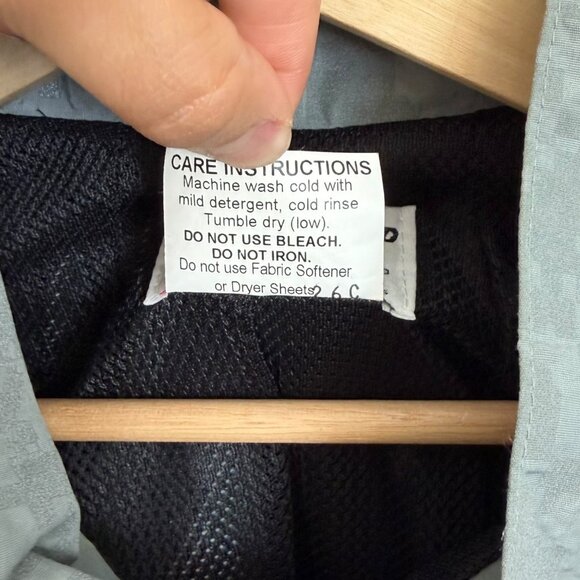 CARE INSTRUCTIONS
Machine wash cold with
mild detergent, cold rinse
Tumble dry (low).
DO NOT USE BLEACH.
DO NOT IRON.
Do not use Fabric Softener
or Dryer Sheets
26C